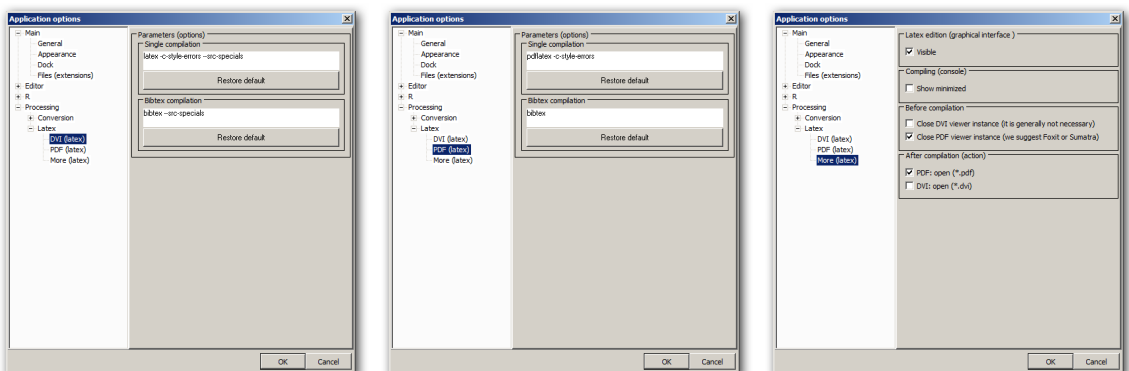 Application options
Main
General
Appearance
Dock
Files (extensions)
Editor
R
Processing
Conversion
Latex
DVI (latex)
PDF (latex)
More (latex)
Parameters (options)
Single compilation
latex -c-style-errors --src-specials
Restore default
Bibtex compilation
bibtex --src-specials
Restore default
OK Cancel
Application options
Main
General
Appearance
Dock
Files (extensions)
Editor
R
Processing
Conversion
Latex
DVI (latex)
PDF (latex)
More (latex)
Parameters (options)
Single compilation
pdflatex -c-style-errors
Restore default
Bibtex compilation
bibtex
Restore default
OK Cancel
Application options
Main
General
Appearance
Dock
Files (extensions)
Editor
R
Processing
Conversion
Latex
DVI (latex)
PDF (latex)
More (latex)
Latex edition (graphical interface )
Visible
Compiling (console)
Show minimized
Before compilation
Close DVI viewer instance (it is generally not necessary)
Close PDF viewer instance (we suggest Foxit or Sumatra)
After compilation (action)
PDF: open (*.pdf)
DVI: open (*.dvi)
OK Cancel